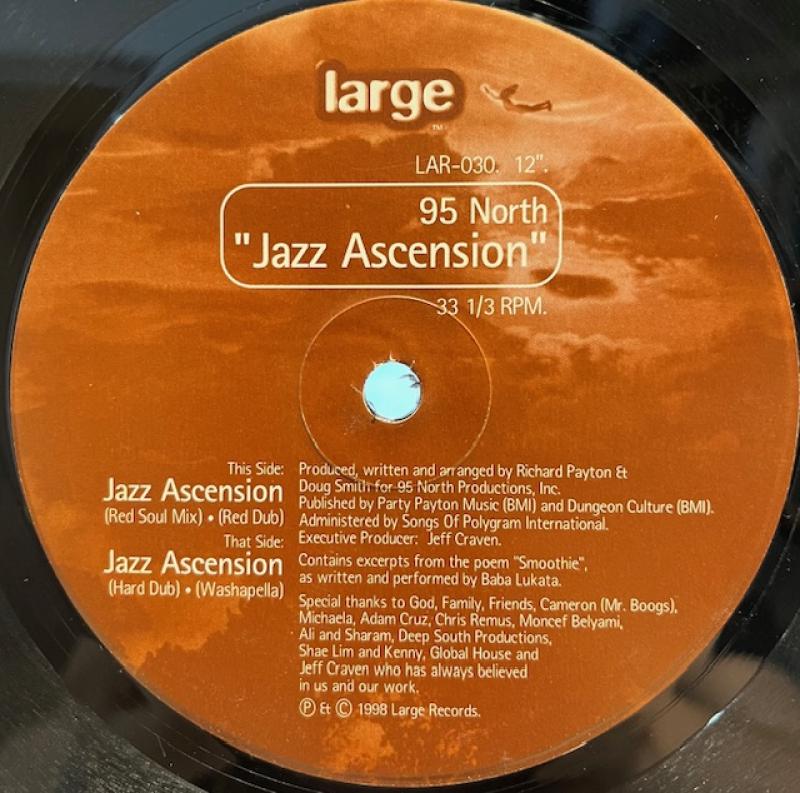 large
TM
LAR-030. 12".
95 North
"Jazz Ascension"
33 1/3 RPM.
This Side:
Jazz Ascension
(Red Soul Mix) • (Red Dub)
That Side:
Jazz Ascension
(Hard Dub) • (Washapella)
Produced, written and arranged by Richard Payton &
Doug Smith for 95 North Productions, Inc.
Published by Party Payton Music (BMI) and Dungeon Culture (BMI).
Administered by Songs Of Polygram International.
Executive Producer: Jeff Craven.
Contains excerpts from the poem "Smoothie",
as written and performed by Baba Lukata.
Special thanks to God, Family, Friends, Cameron (Mr. Boogs),
Michaela, Adam Cruz, Chris Remus, Moncef Belyami,
Ali and Sharam, Deep South Productions,
Shae Lim and Kenny, Global House and
Jeff Craven who has always believed
in us and our work.
℗ & © 1998 Large Records.